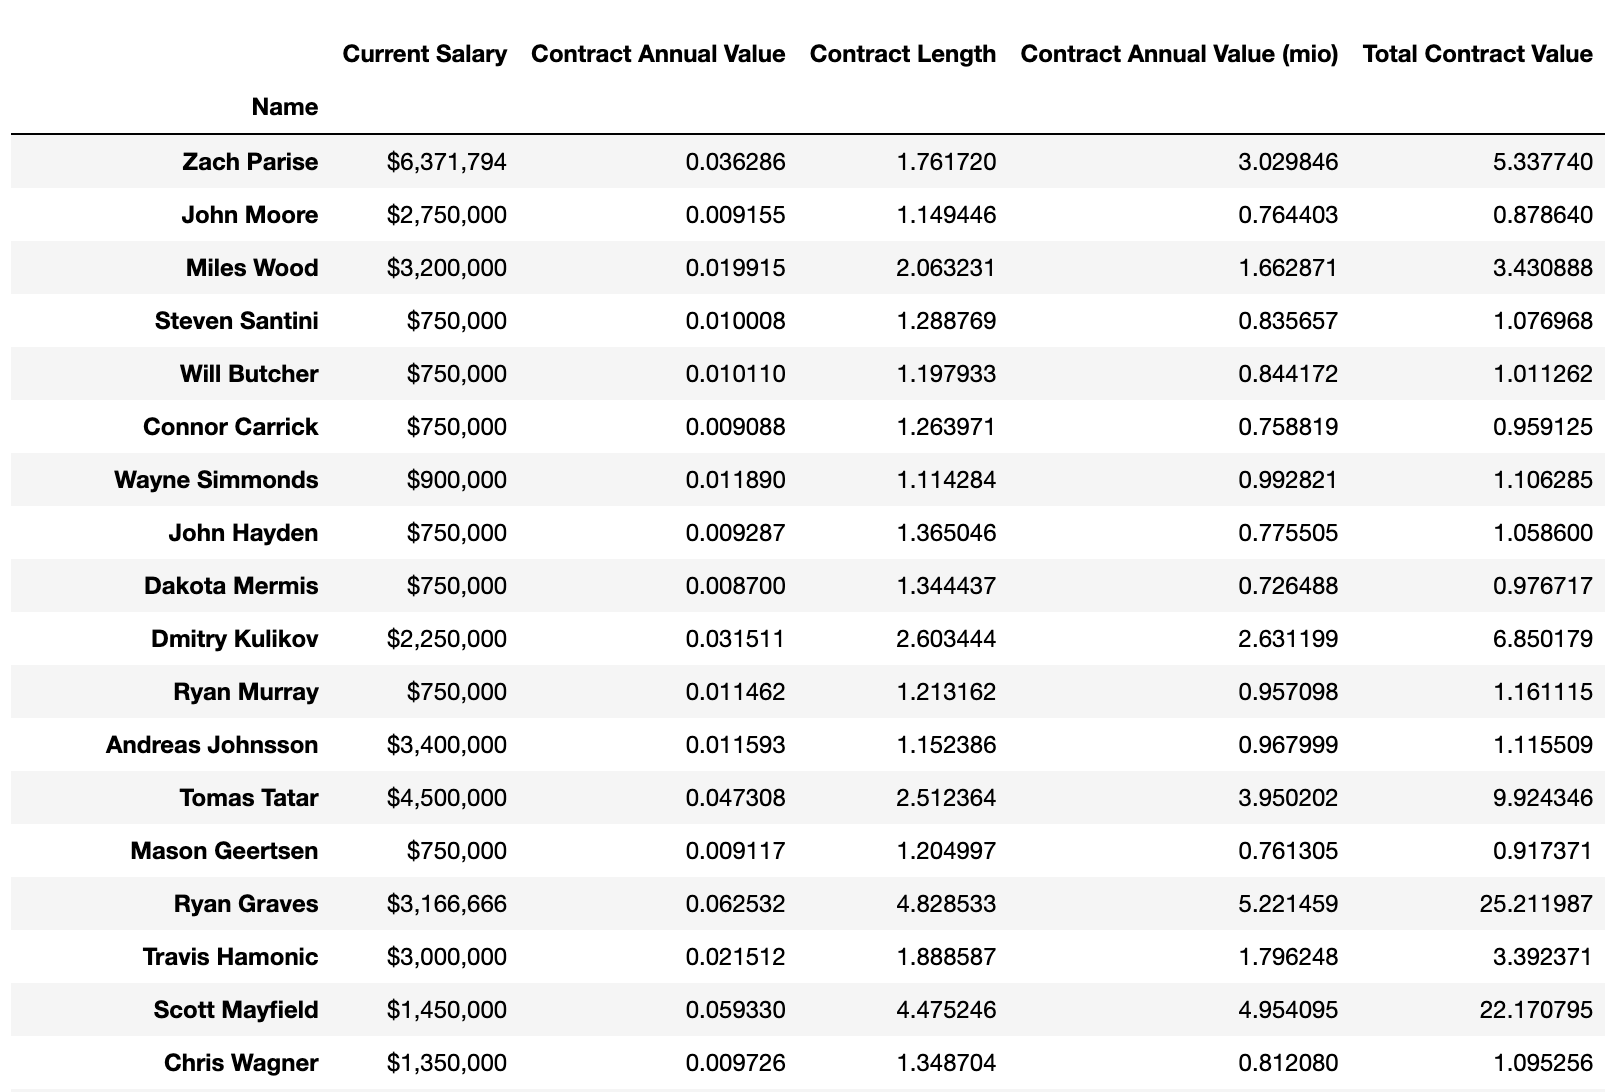 Current Salary Contract Annual Value Contract Length Contract Annual Value (mio) Total Contract Value
Name
Zach Parise $6,371,794 0.036286 1.761720 3.029846 5.337740
John Moore $2,750,000 0.009155 1.149446 0.764403 0.878640
Miles Wood $3,200,000 0.019915 2.063231 1.662871 3.430888
Steven Santini $750,000 0.010008 1.288769 0.835657 1.076968
Will Butcher $750,000 0.010110 1.197933 0.844172 1.011262
Connor Carrick $750,000 0.009088 1.263971 0.758819 0.959125
Wayne Simmonds $900,000 0.011890 1.114284 0.992821 1.106285
John Hayden $750,000 0.009287 1.365046 0.775505 1.058600
Dakota Mermis $750,000 0.008700 1.344437 0.726488 0.976717
Dmitry Kulikov $2,250,000 0.031511 2.603444 2.631199 6.850179
Ryan Murray $750,000 0.011462 1.213162 0.957098 1.161115
Andreas Johnsson $3,400,000 0.011593 1.152386 0.967999 1.115509
Tomas Tatar $4,500,000 0.047308 2.512364 3.950202 9.924346
Mason Geertsen $750,000 0.009117 1.204997 0.761305 0.917371
Ryan Graves $3,166,666 0.062532 4.828533 5.221459 25.211987
Travis Hamonic $3,000,000 0.021512 1.888587 1.796248 3.392371
Scott Mayfield $1,450,000 0.059330 4.475246 4.954095 22.170795
Chris Wagner $1,350,000 0.009726 1.348704 0.812080 1.095256